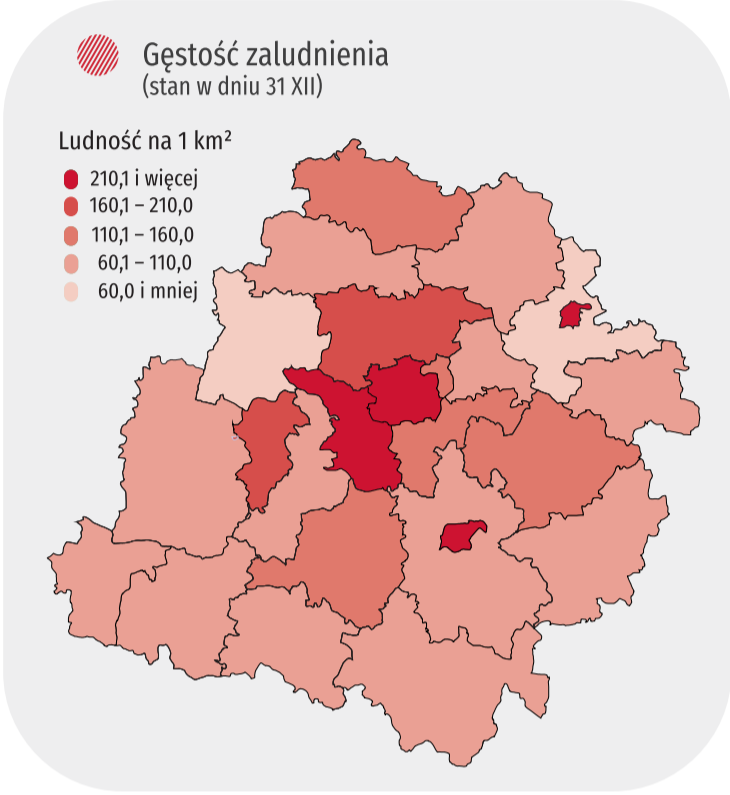 Gęstość zaludnienia
(stan w dniu 31 XII)
Ludność na 1 km²
210,1 i więcej
160,1 – 210,0
110,1 – 160,0
60,1 – 110,0
60,0 i mniej